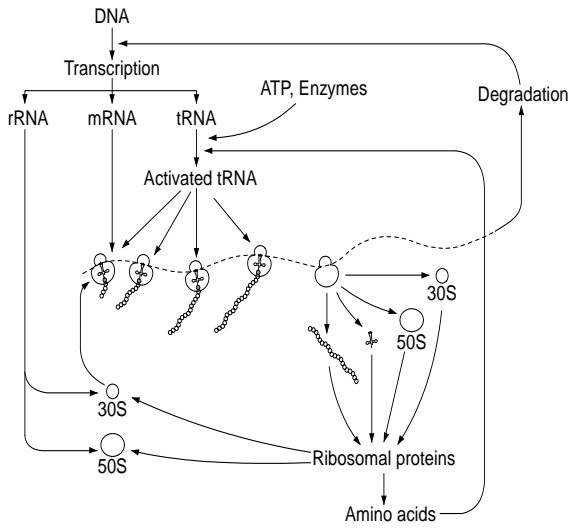 DNA
Transcription
ATP, Enzymes
Degradation
rRNA
mRNA
tRNA
Activated tRNA
30S
50S
30S
50S
Ribosomal proteins
Amino acids